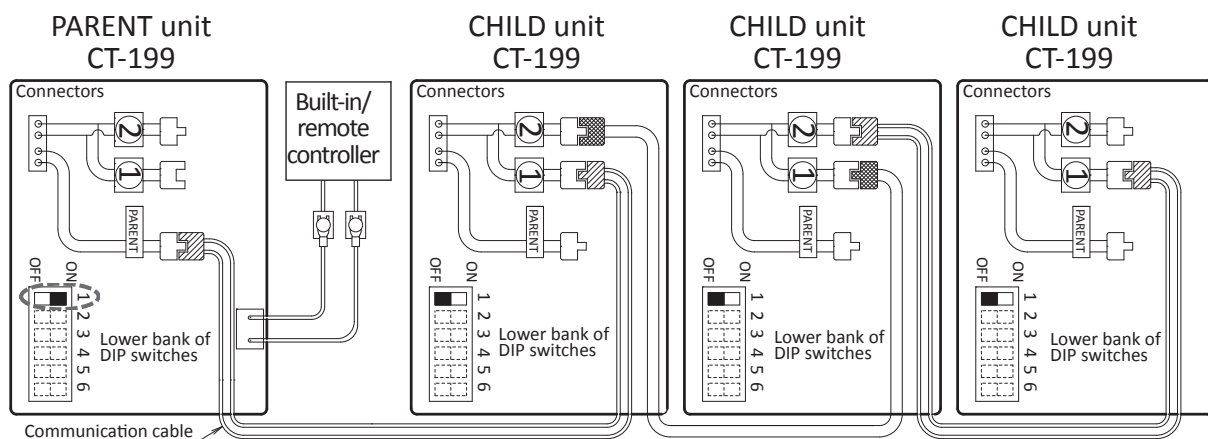 PARENT unit
CT-199
Connectors
2
1
PARENT
OFF
ON
1
2
3
4
5
6
Lower bank of
DIP switches
Communication cable
Built-in/
remote
controller
CHILD unit
CT-199
Connectors
2
1
PARENT
OFF
ON
1
2
3
4
5
6
Lower bank of
DIP switches
CHILD unit
CT-199
Connectors
2
1
PARENT
OFF
ON
1
2
3
4
5
6
Lower bank of
DIP switches
CHILD unit
CT-199
Connectors
2
1
PARENT
OFF
ON
1
2
3
4
5
6
Lower bank of
DIP switches